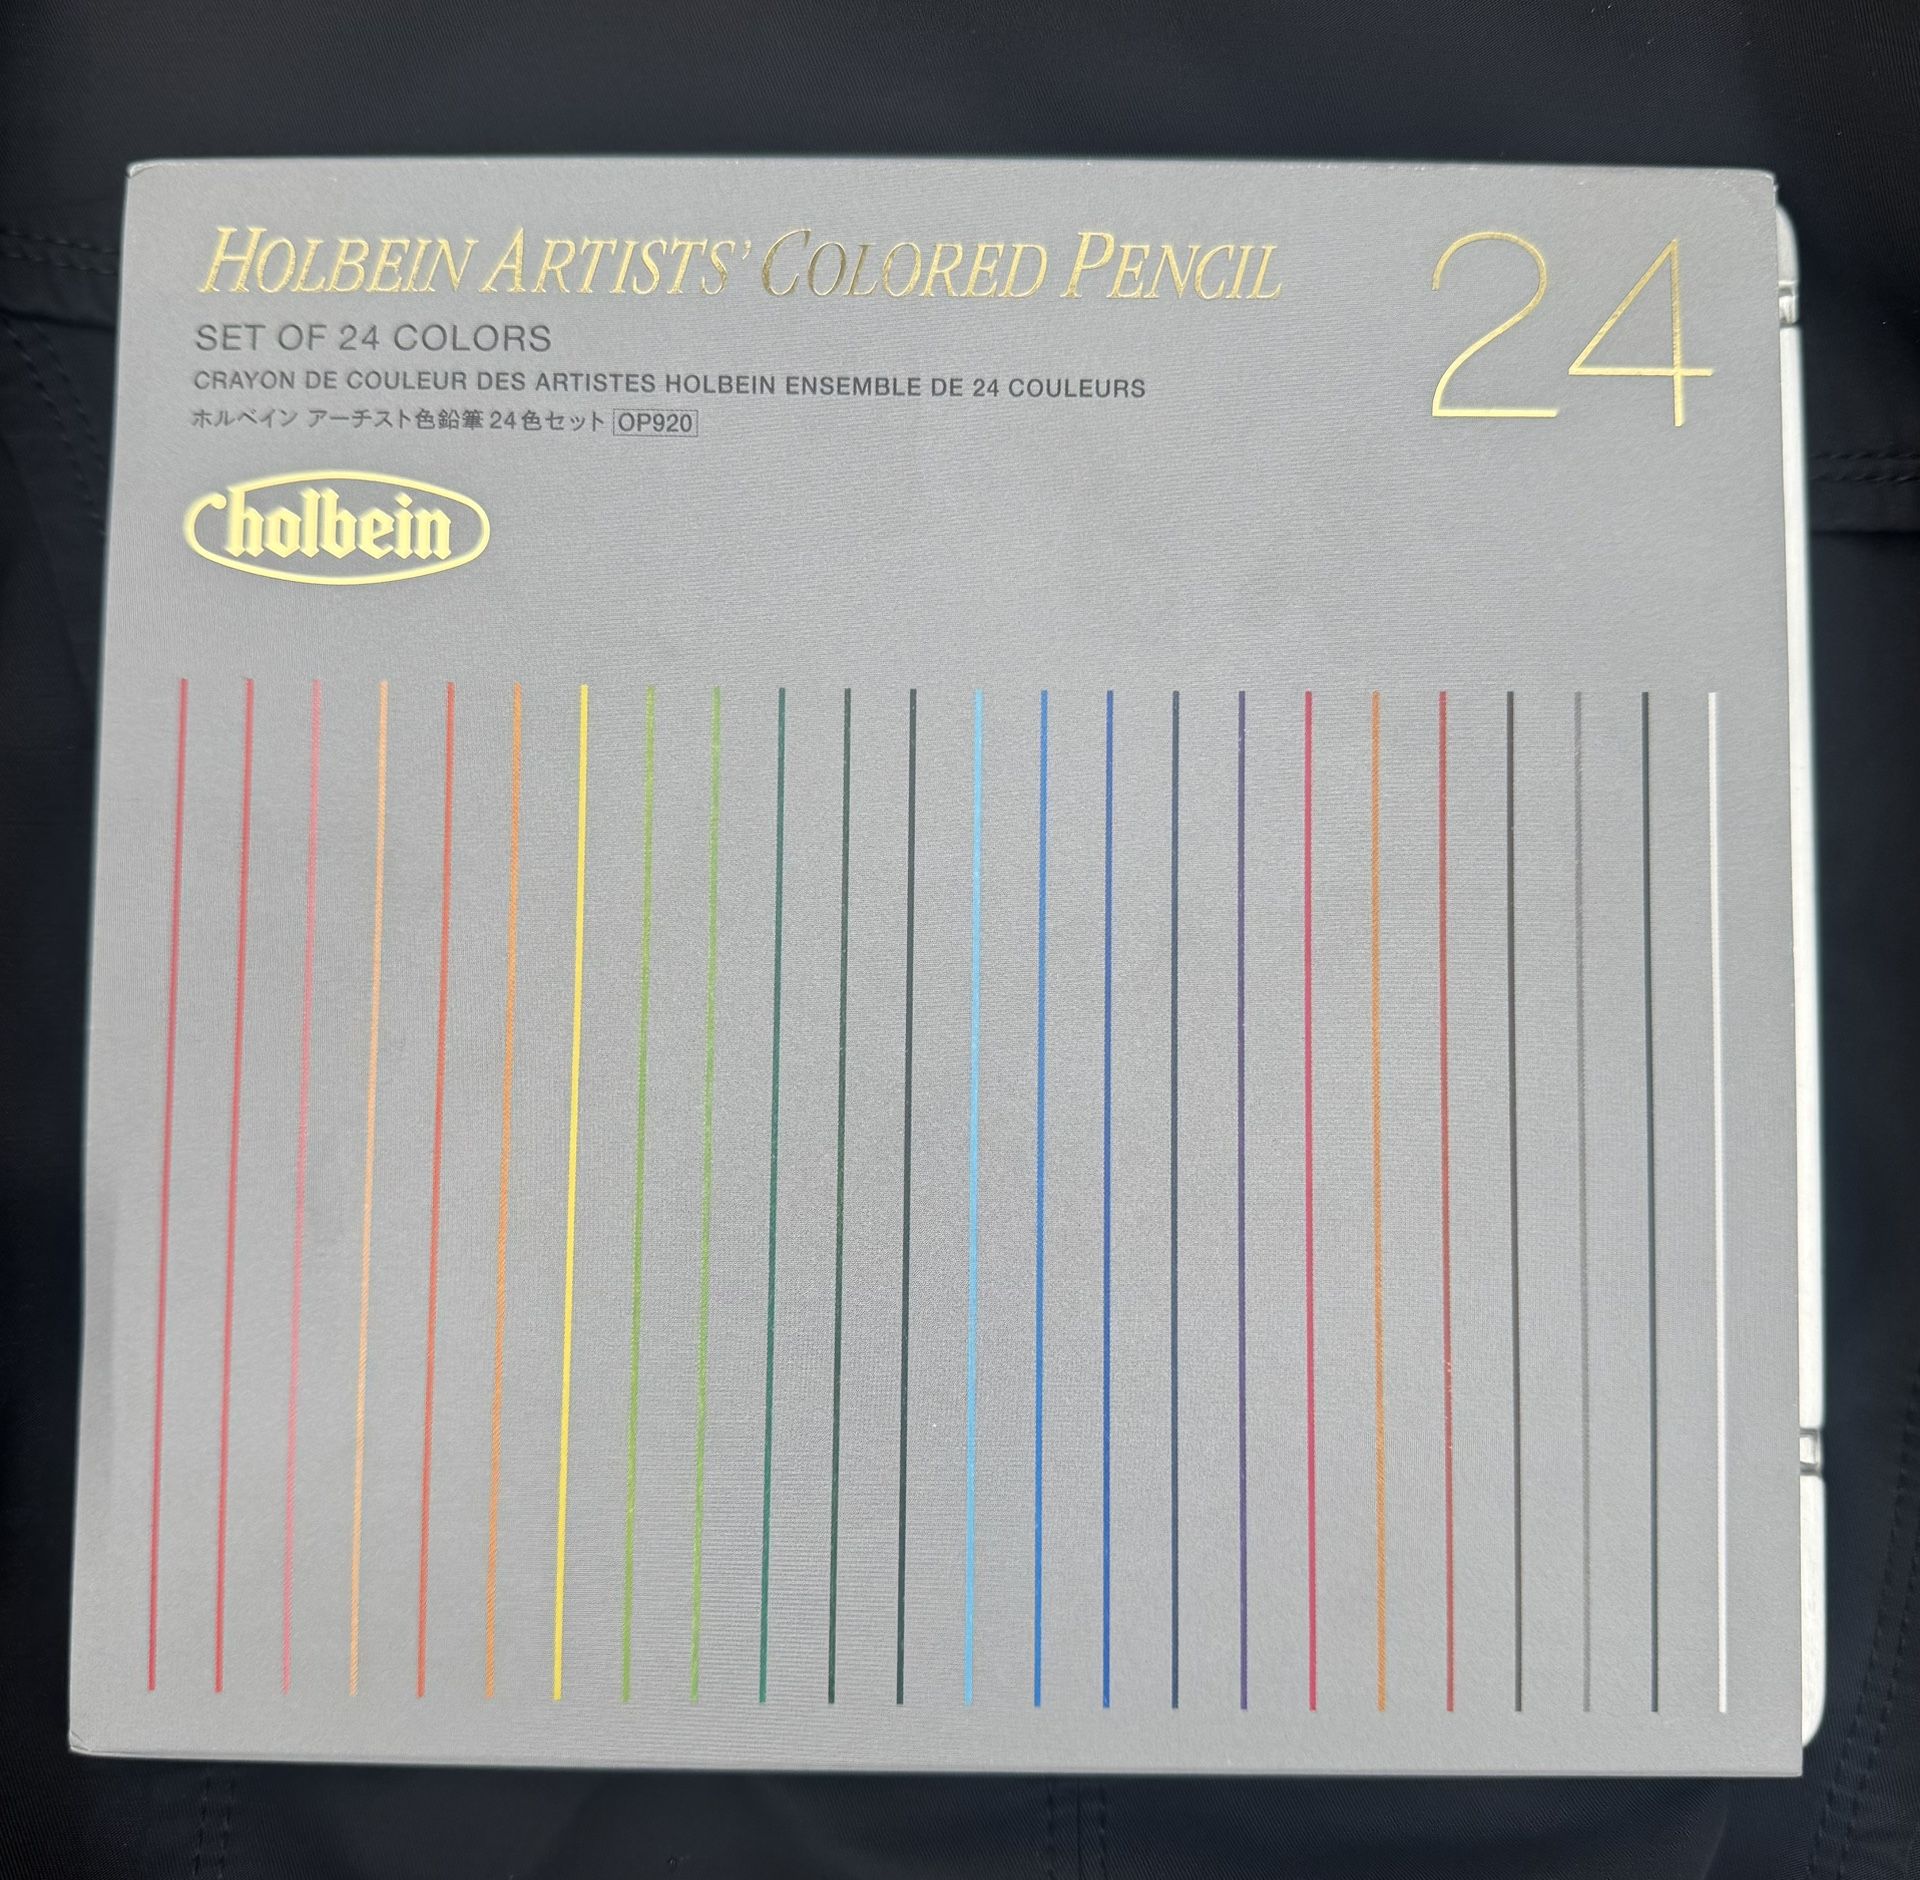 HOLBEIN ARTISTS' COLORED PENCIL
24
SET OF 24 COLORS
CRAYON DE COULEUR DES ARTISTES HOLBEIN ENSEMBLE DE 24 COULEURS
ホルベイン アーチスト色鉛筆24色セット OP920
holbein